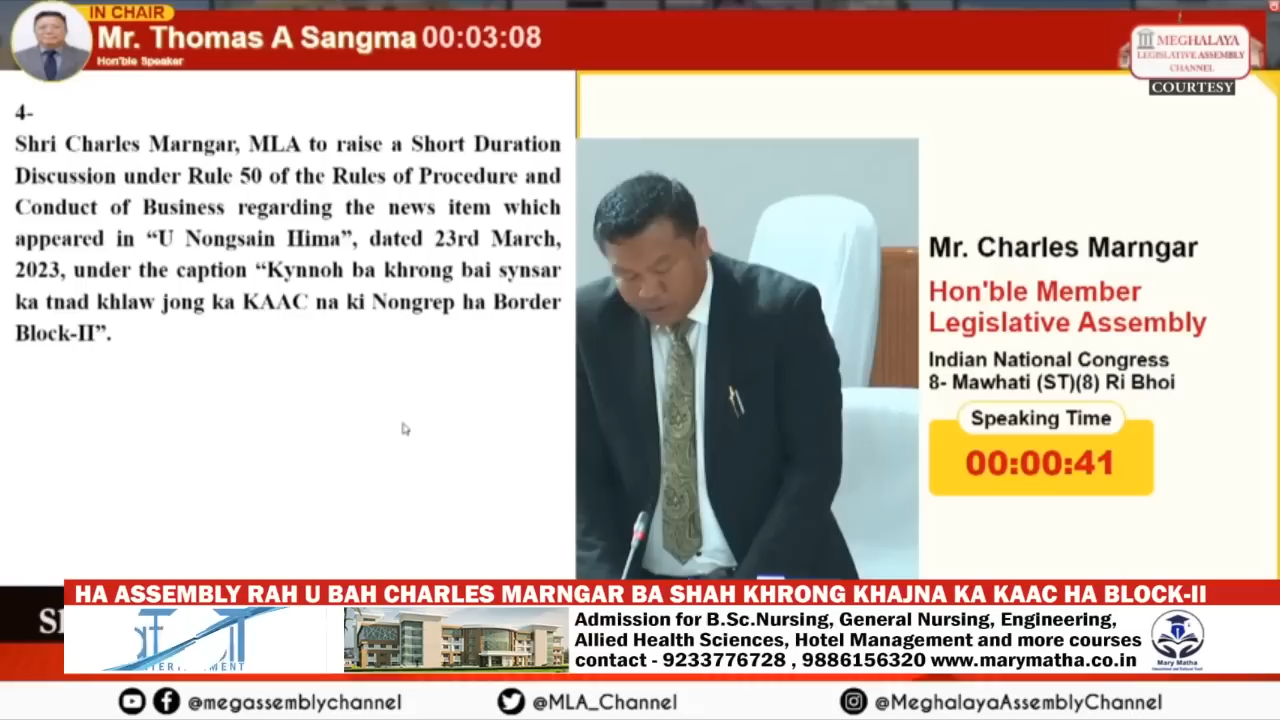 IN CHAIR
Mr. Thomas A Sangma 00:03:08
Hon'ble Speaker
MEGHALAYA
LEGISLATIVE ASSEMBLY
CHANNEL
COURTESY
4-
Shri Charles Marngar, MLA to raise a Short Duration
Discussion under Rule 50 of the Rules of Procedure and
Conduct of Business regarding the news item which
appeared in “U Nongsain Hima”, dated 23rd March,
2023, under the caption “Kynnoh ba khrong bai synsar
ka tnad khlaw jong ka KAAC na ki Nongrep ha Border
Block-II”.
Mr. Charles Marngar
Hon'ble Member
Legislative Assembly
Indian National Congress
8- Mawhati (ST)(8) Ri Bhoi
Speaking Time
00:00:41
HA ASSEMBLY RAH U BAH CHARLES MARNGAR BA SHAH KHRONG KHAJNA KA KAAC HA BLOCK-II
Admission for B.Sc.Nursing, General Nursing, Engineering,
Allied Health Sciences, Hotel Management and more courses
contact - 9233776728 , 9886156320 www.marymatha.co.in
Mary Matha
@megassemblychannel
@MLA_Channel
@MeghalayaAssemblyChannel